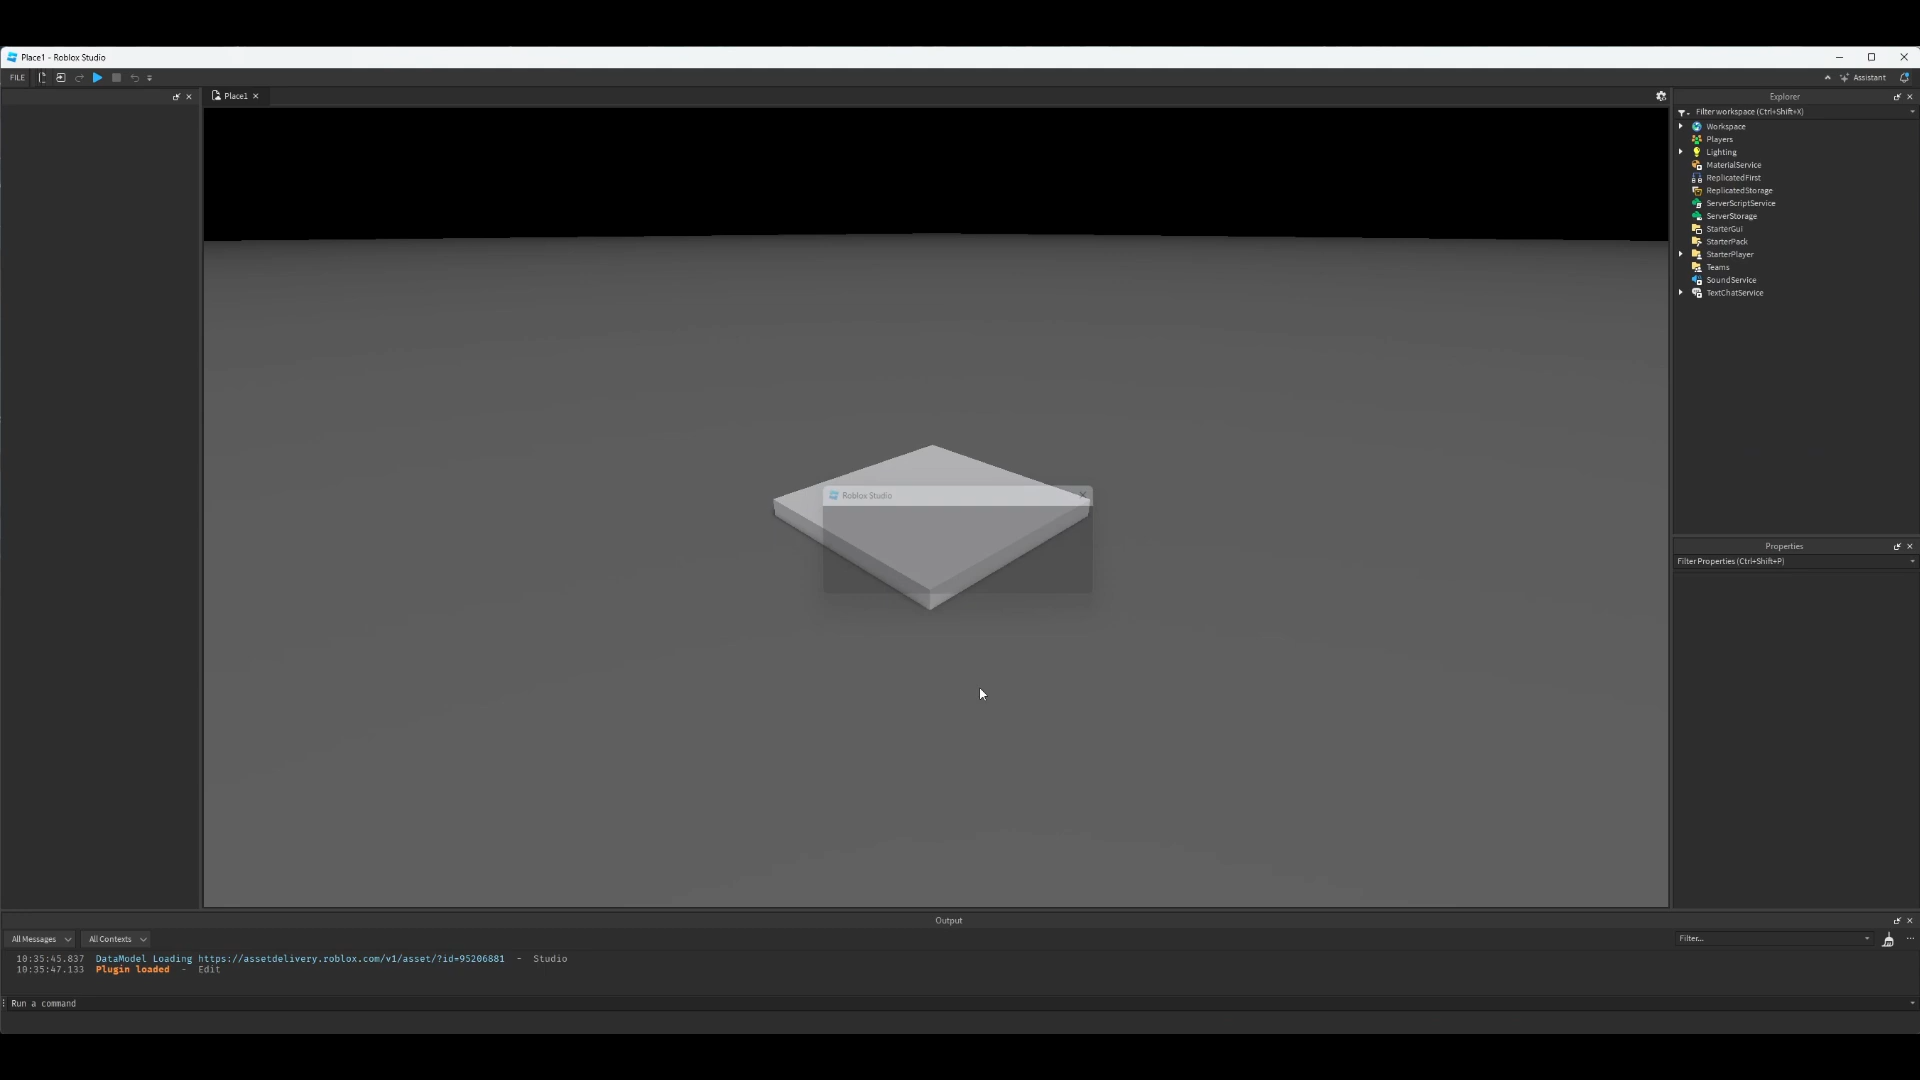 Place1 - Roblox Studio
FILE
Assistant
Place1
Explorer
Filter workspace (Ctrl+Shift+X)
Workspace
Players
Lighting
MaterialService
ReplicatedFirst
ReplicatedStorage
ServerScriptService
ServerStorage
StarterGui
StarterPack
StarterPlayer
Teams
SoundService
TextChatService
Roblox Studio
Properties
Filter Properties (Ctrl+Shift+P)
Output
All Messages
All Contexts
Filter...
10:35:45.837 DataModel Loading https://assetdelivery.roblox.com/v1/asset/?id=95206881 - Studio
10:35:47.133 Plugin loaded - Edit
Run a command